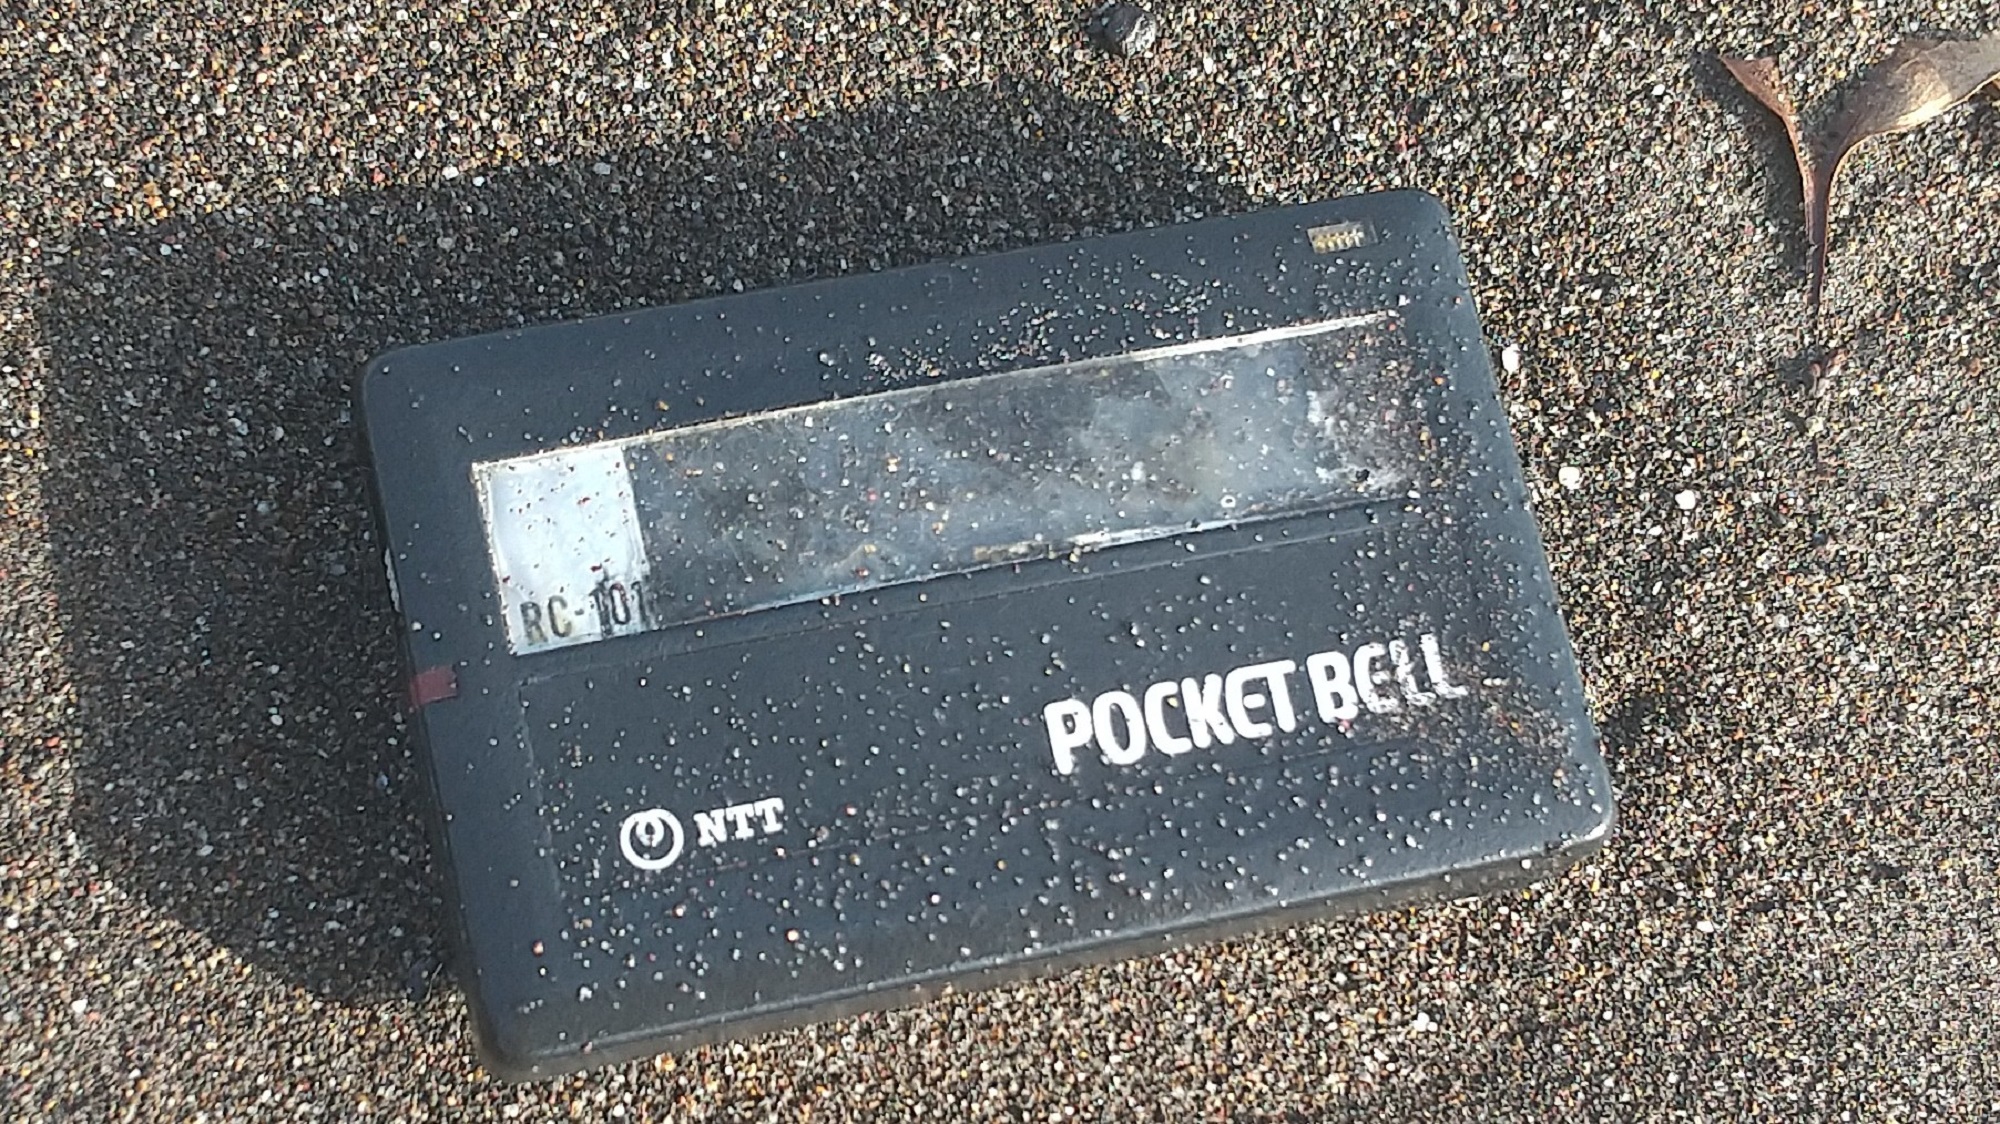 RC-101
POCKET BELL
NTT